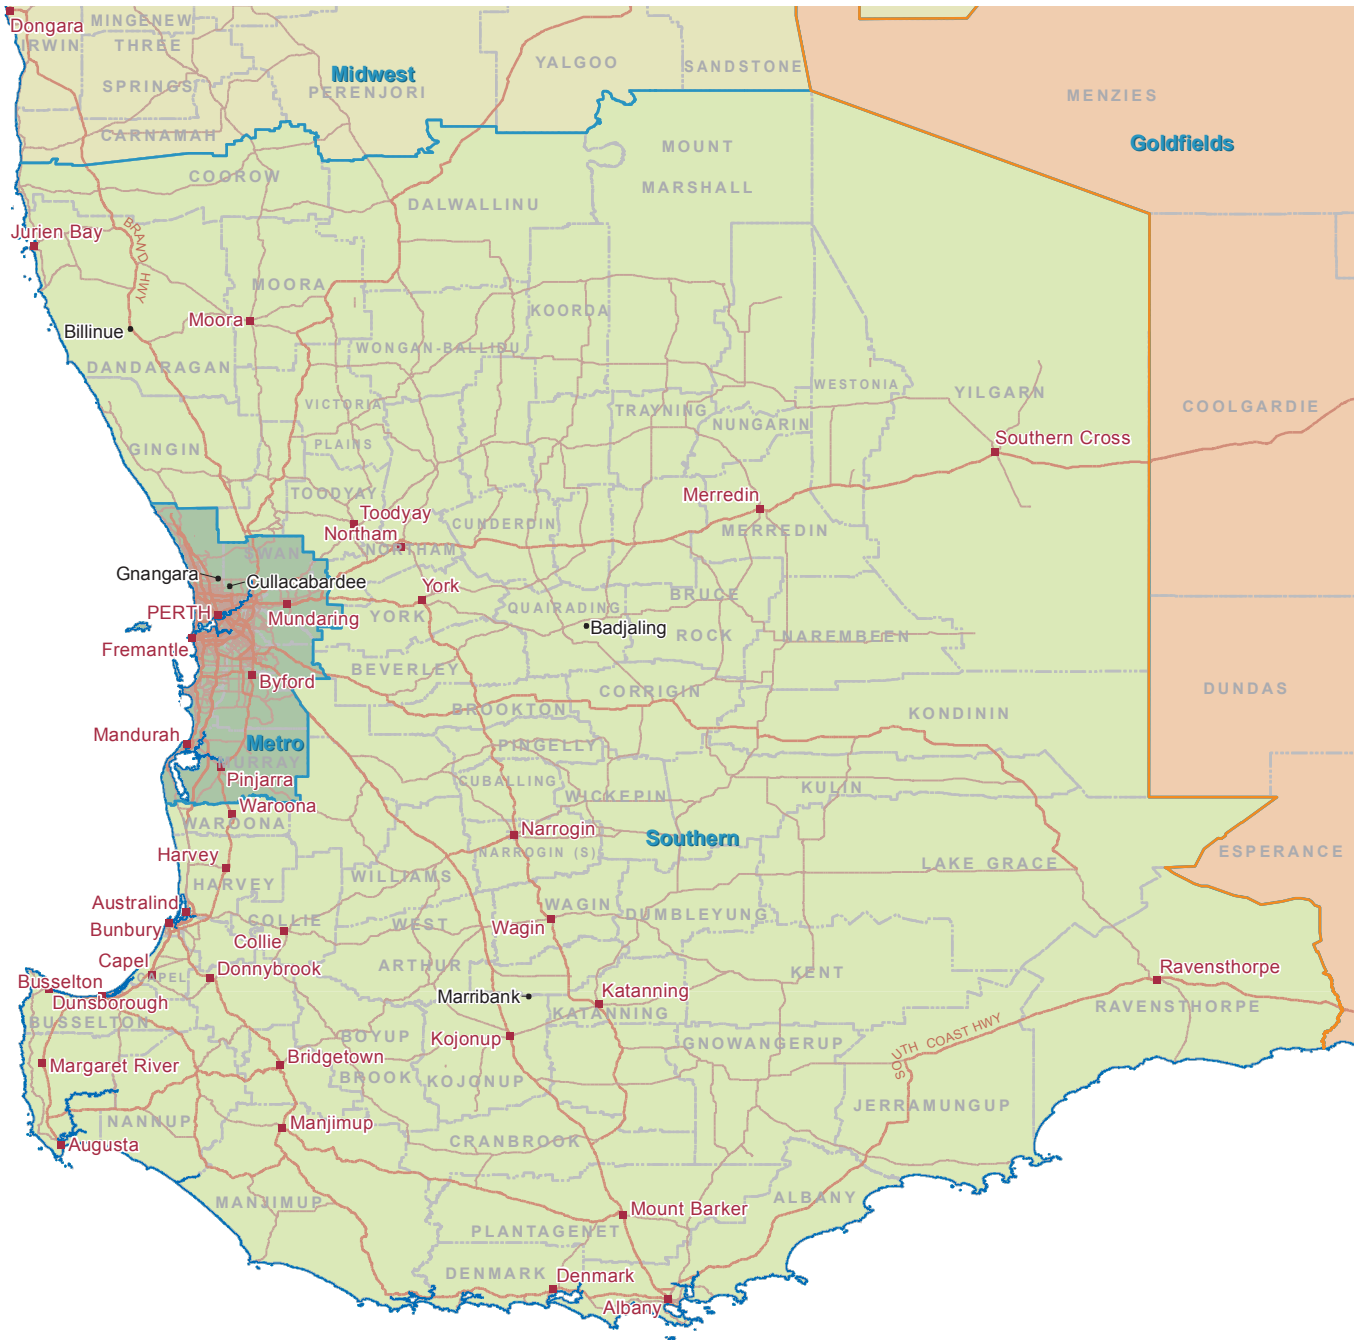 Dongara
MINGENEW
IRWIN
THREE
SPRINGS
Midwest
PERENJORI
YALGOO
SANDSTONE
MENZIES
Goldfields
CARNAMAH
COOROW
MOUNT
MARSHALL
DALWALLINU
Jurien Bay
BRAND HWY
MOORA
Moora
KOORDA
Billinue
WONGAN-BALLIDU
DANDARAGAN
WESTONIA
YILGARN
COOLGARDIE
VICTORIA
PLAINS
TRAYNING
NUNGARIN
Southern Cross
GINGIN
TOODYAY
Toodyay
Merredin
CUNDERDIN
MERREDIN
Northam
NORTHAM
SWAN
Gnangara
Cullacabardee
York
PERTH
Mundaring
YORK
QUAIRADING
BRUCE
ROCK
Badjaling
NAREMBEEN
Fremantle
BEVERLEY
Byford
CORRIGIN
DUNDAS
BROOKTON
KONDININ
Mandurah
Metro
MURRAY
PINGELLY
Pinjarra
CUBALLING
WICKEPIN
KULIN
Waroona
WAROONA
Narrogin
Southern
NARROGIN (S)
ESPERANCE
Harvey
HARVEY
WILLIAMS
LAKE GRACE
Australind
Bunbury
COLLIE
Collie
WEST
ARTHUR
WAGIN
Wagin
DUMBLEYUNG
Capel
CAPEL
Donnybrook
KENT
Ravensthorpe
RAVENSTHORPE
Busselton
Dunsborough
BUSSELTON
Marribank
Katanning
KATANNING
BOYUP
BROOK
Kojonup
GNOWANGERUP
SOUTH COAST HWY
Margaret River
Bridgetown
KOJONUP
JERRAMUNGUP
NANNUP
Manjimup
CRANBROOK
Augusta
MANJIMUP
ALBANY
Mount Barker
PLANTAGENET
DENMARK
Denmark
Albany